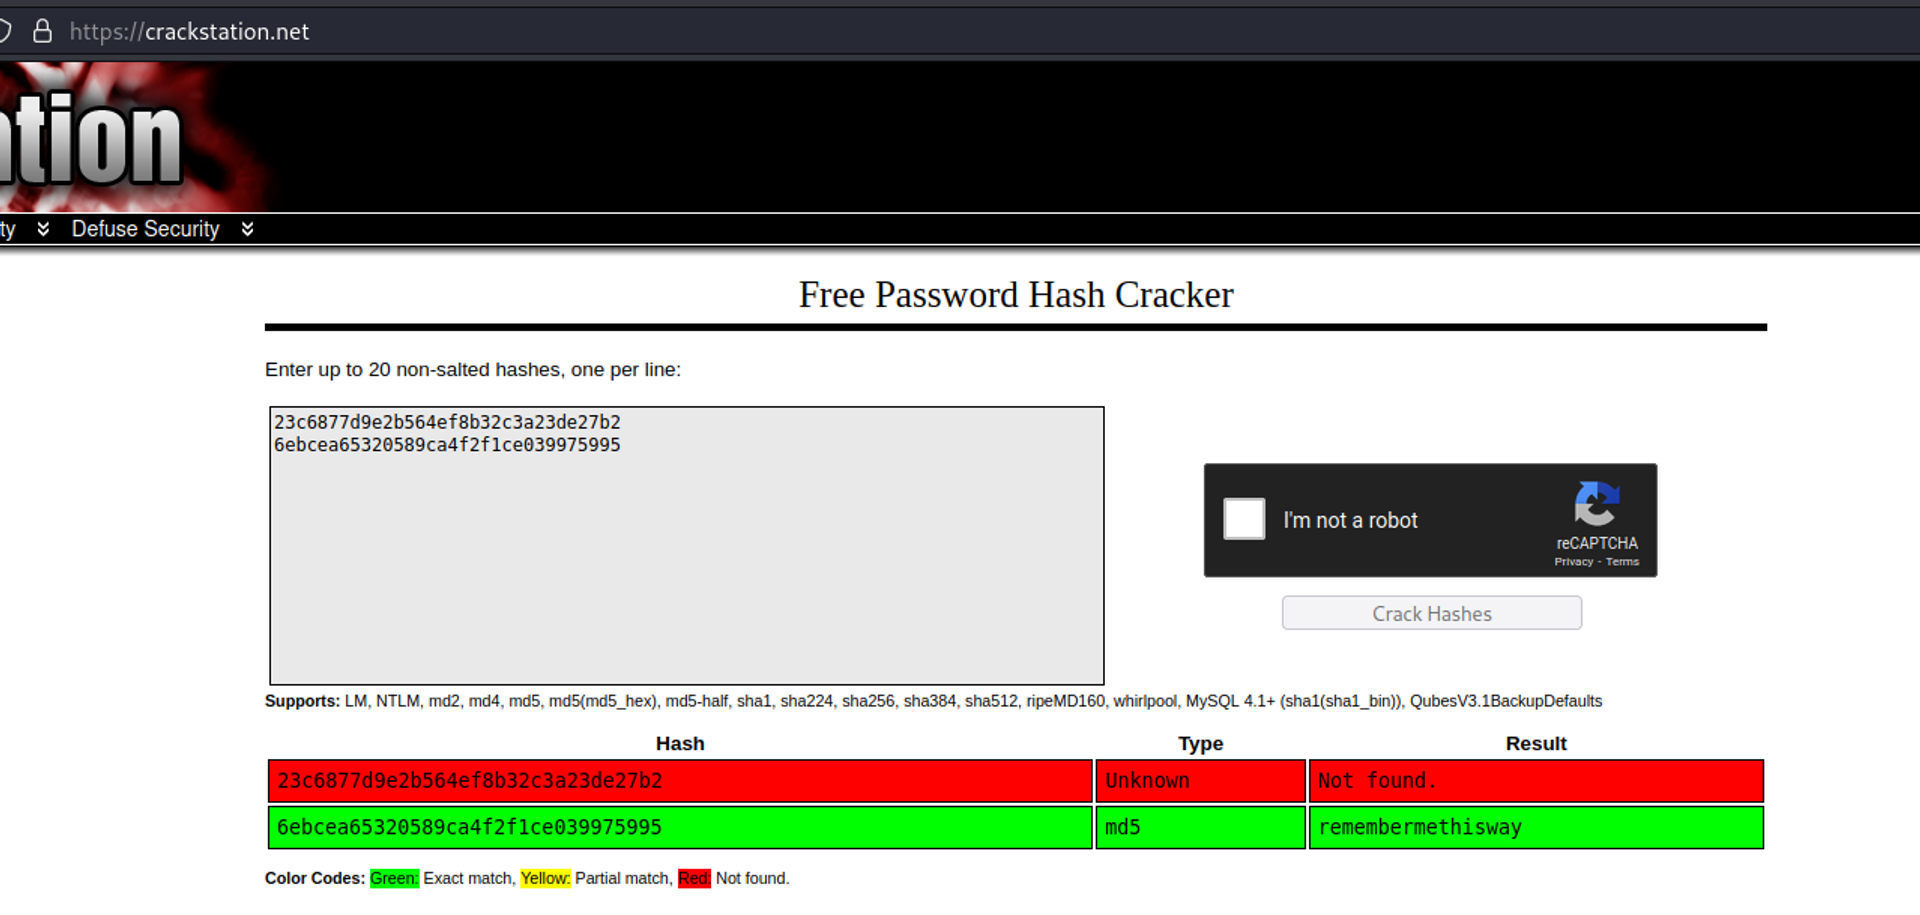 https://crackstation.net
ation
ty Defuse Security
Free Password Hash Cracker
Enter up to 20 non-salted hashes, one per line:
23c6877d9e2b564ef8b32c3a23de27b2
6ebcea65320589ca4f2f1ce039975995
I'm not a robot
reCAPTCHA
Privacy - Terms
Crack Hashes
Supports: LM, NTLM, md2, md4, md5, md5(md5_hex), md5-half, sha1, sha224, sha256, sha384, sha512, ripeMD160, whirlpool, MySQL 4.1+ (sha1(sha1_bin)), QubesV3.1BackupDefaults
Hash Type Result
23c6877d9e2b564ef8b32c3a23de27b2 Unknown Not found.
6ebcea65320589ca4f2f1ce039975995 md5 remembermethisway
Color Codes: Green: Exact match, Yellow: Partial match, Red: Not found.